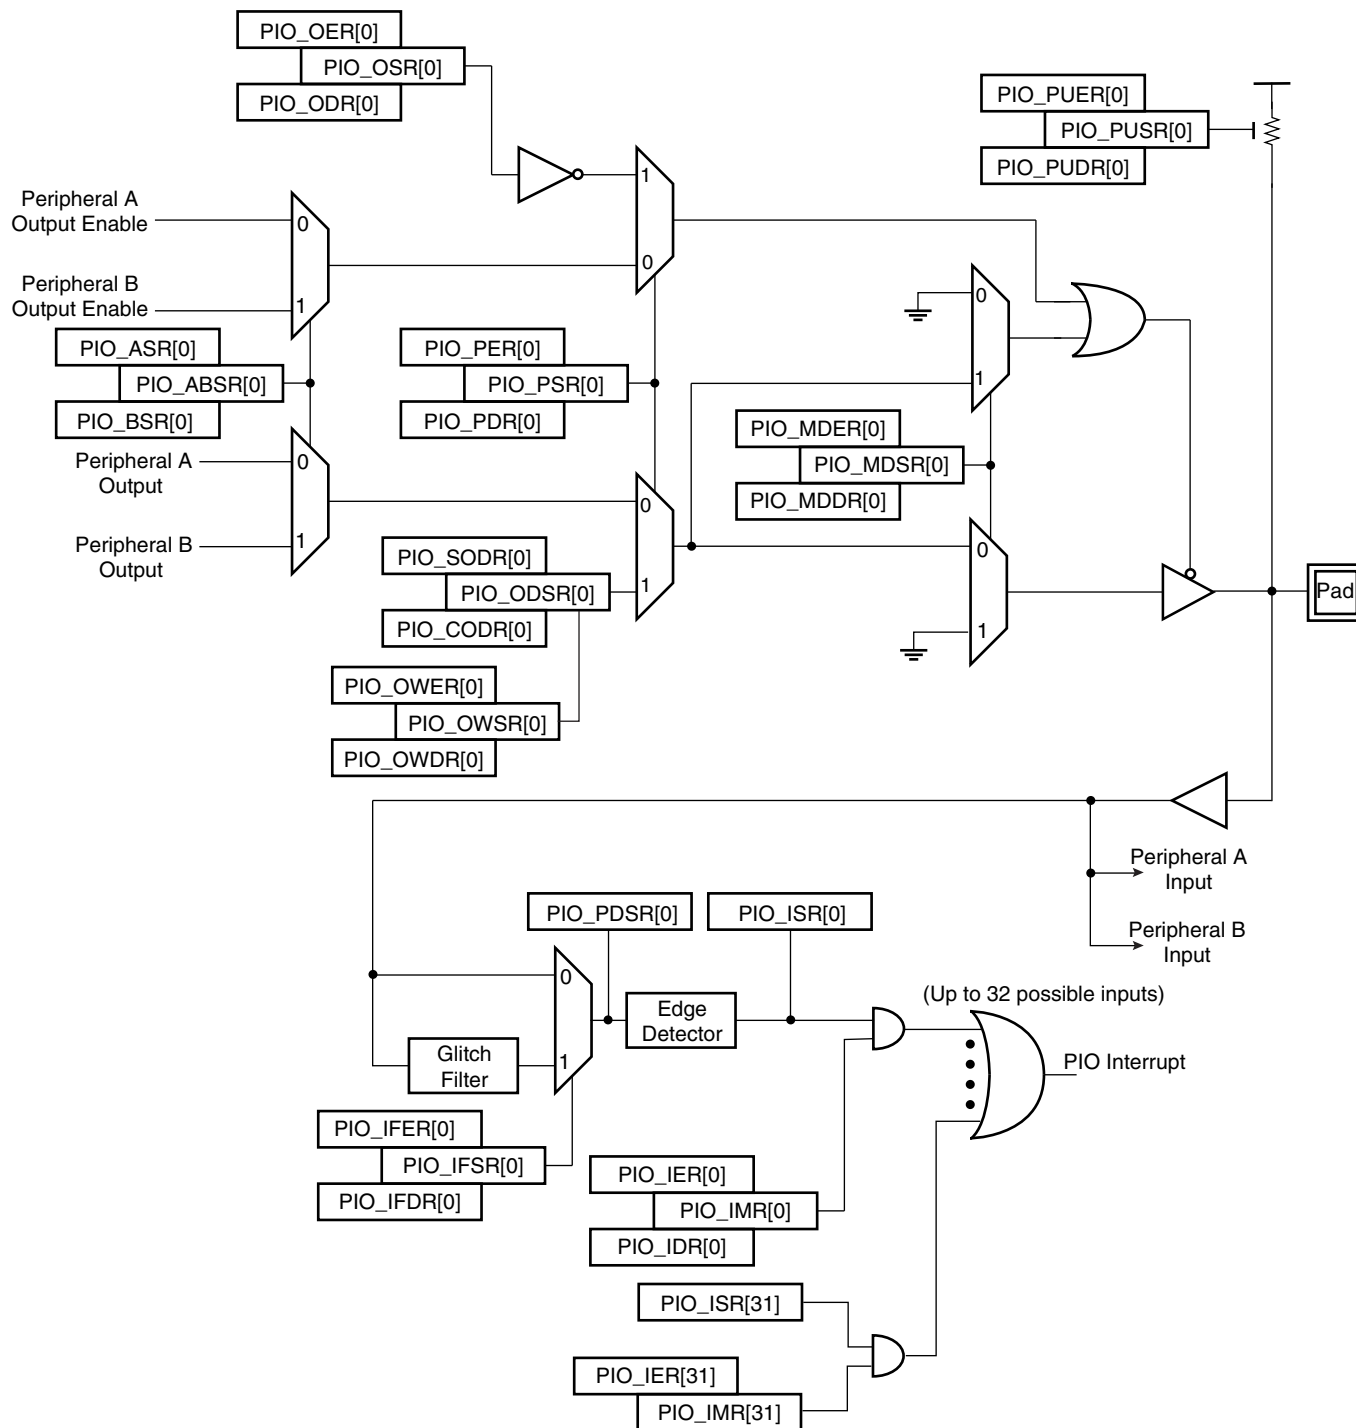 PIO_OER[0]
PIO_OSR[0]
PIO_ODR[0]
PIO_PUER[0]
PIO_PUSR[0]
PIO_PUDR[0]
1
0
Peripheral A
Output Enable
0
Peripheral B
Output Enable
1
0
1
PIO_ASR[0]
PIO_ABSR[0]
PIO_BSR[0]
PIO_PER[0]
PIO_PSR[0]
PIO_PDR[0]
PIO_MDER[0]
PIO_MDSR[0]
PIO_MDDR[0]
Peripheral A
Output
0
Peripheral B
Output
1
0
1
PIO_SODR[0]
PIO_ODSR[0]
PIO_CODR[0]
0
1
Pad
PIO_OWER[0]
PIO_OWSR[0]
PIO_OWDR[0]
Peripheral A
Input
Peripheral B
Input
PIO_PDSR[0]
PIO_ISR[0]
0
1
Edge
Detector
Glitch
Filter
(Up to 32 possible inputs)
PIO Interrupt
PIO_IFER[0]
PIO_IFSR[0]
PIO_IFDR[0]
PIO_IER[0]
PIO_IMR[0]
PIO_IDR[0]
PIO_ISR[31]
PIO_IER[31]
PIO_IMR[31]